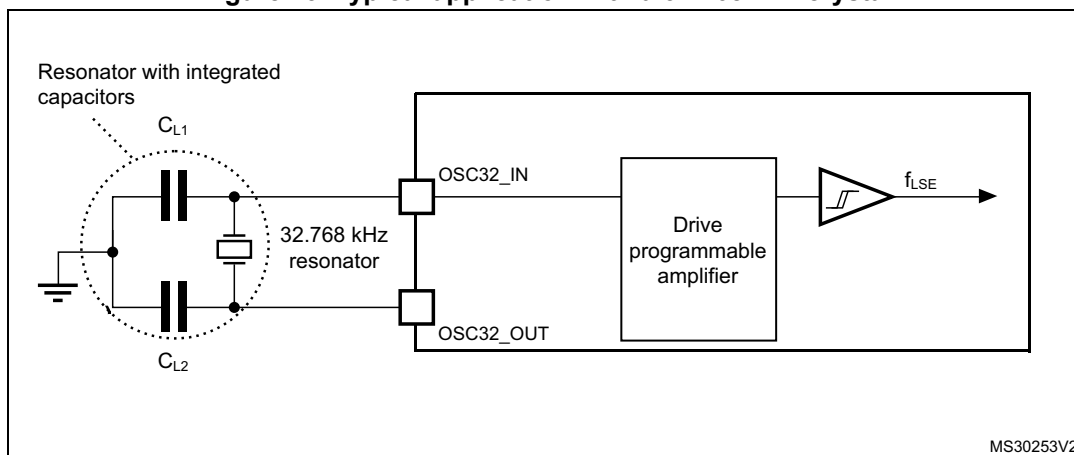 Resonator with integrated
capacitors
CL1
OSC32_IN
fLSE
32.768 kHz
resonator
Drive
programmable
amplifier
OSC32_OUT
CL2
MS30253V2